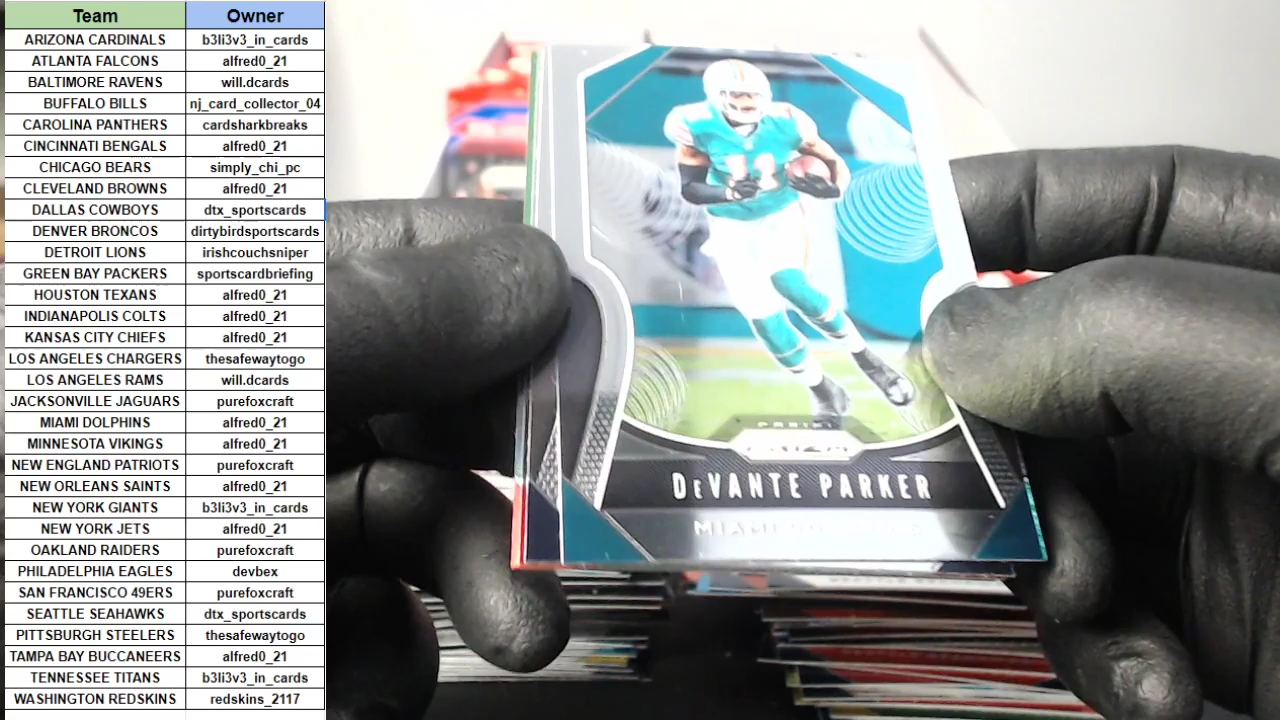 Team Owner
ARIZONA CARDINALS b3li3v3_in_cards
ATLANTA FALCONS alfred0_21
BALTIMORE RAVENS will.dcards
BUFFALO BILLS nj_card_collector_04
CAROLINA PANTHERS cardsharkbreaks
CINCINNATI BENGALS alfred0_21
CHICAGO BEARS simply_chi_pc
CLEVELAND BROWNS alfred0_21
DALLAS COWBOYS dtx_sportscards
DENVER BRONCOS dirtybirdsportscards
DETROIT LIONS irishcouchsniper
GREEN BAY PACKERS sportscardbriefing
HOUSTON TEXANS alfred0_21
INDIANAPOLIS COLTS alfred0_21
KANSAS CITY CHIEFS alfred0_21
LOS ANGELES CHARGERS thesafewaytogo
LOS ANGELES RAMS will.dcards
JACKSONVILLE JAGUARS purefoxcraft
MIAMI DOLPHINS alfred0_21
MINNESOTA VIKINGS alfred0_21
NEW ENGLAND PATRIOTS purefoxcraft
NEW ORLEANS SAINTS alfred0_21
NEW YORK GIANTS b3li3v3_in_cards
NEW YORK JETS alfred0_21
OAKLAND RAIDERS purefoxcraft
PHILADELPHIA EAGLES devbex
SAN FRANCISCO 49ERS purefoxcraft
SEATTLE SEAHAWKS dtx_sportscards
PITTSBURGH STEELERS thesafewaytogo
TAMPA BAY BUCCANEERS alfred0_21
TENNESSEE TITANS b3li3v3_in_cards
WASHINGTON REDSKINS redskins_2117
11
DEVANTE PARKER
MIAMI